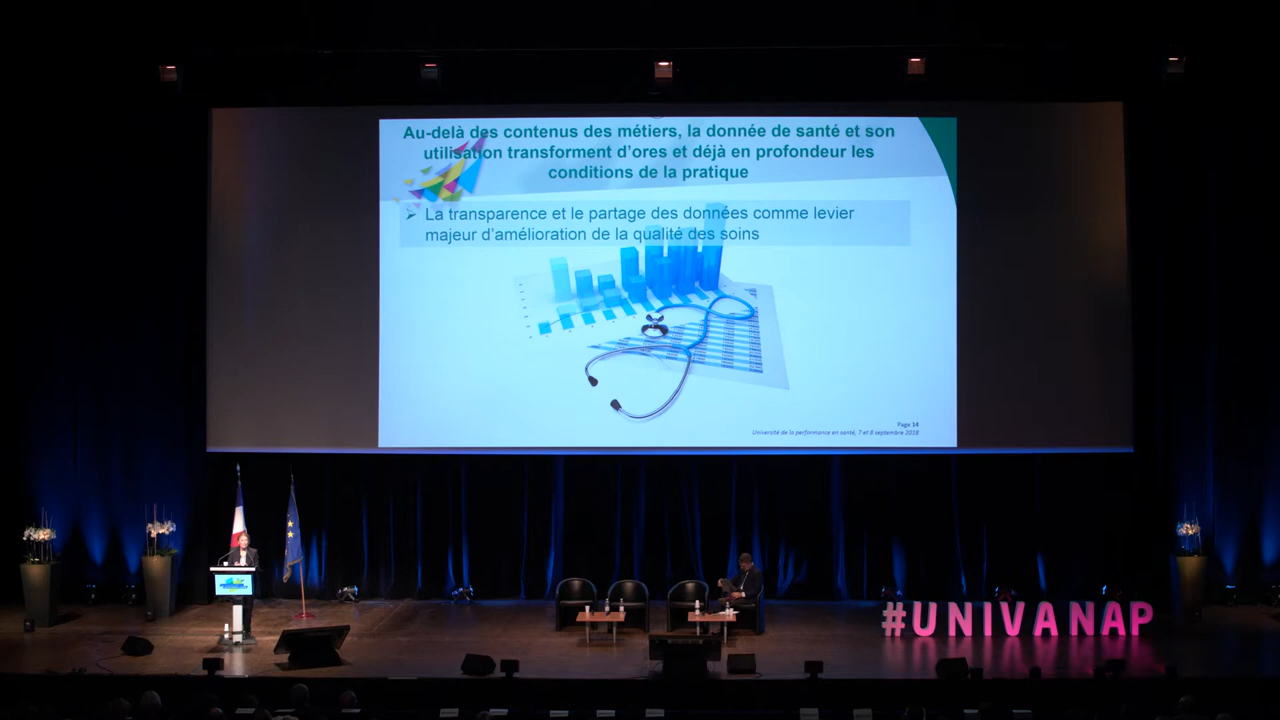 Au-delà des contenus des métiers, la donnée de santé et son
utilisation transforment d'ores et déjà en profondeur les
conditions de la pratique
La transparence et le partage des données comme levier
majeur d'amélioration de la qualité des soins
Page 14
Université de la performance en santé, 7 et 8 septembre 2018
#UNIVANAP